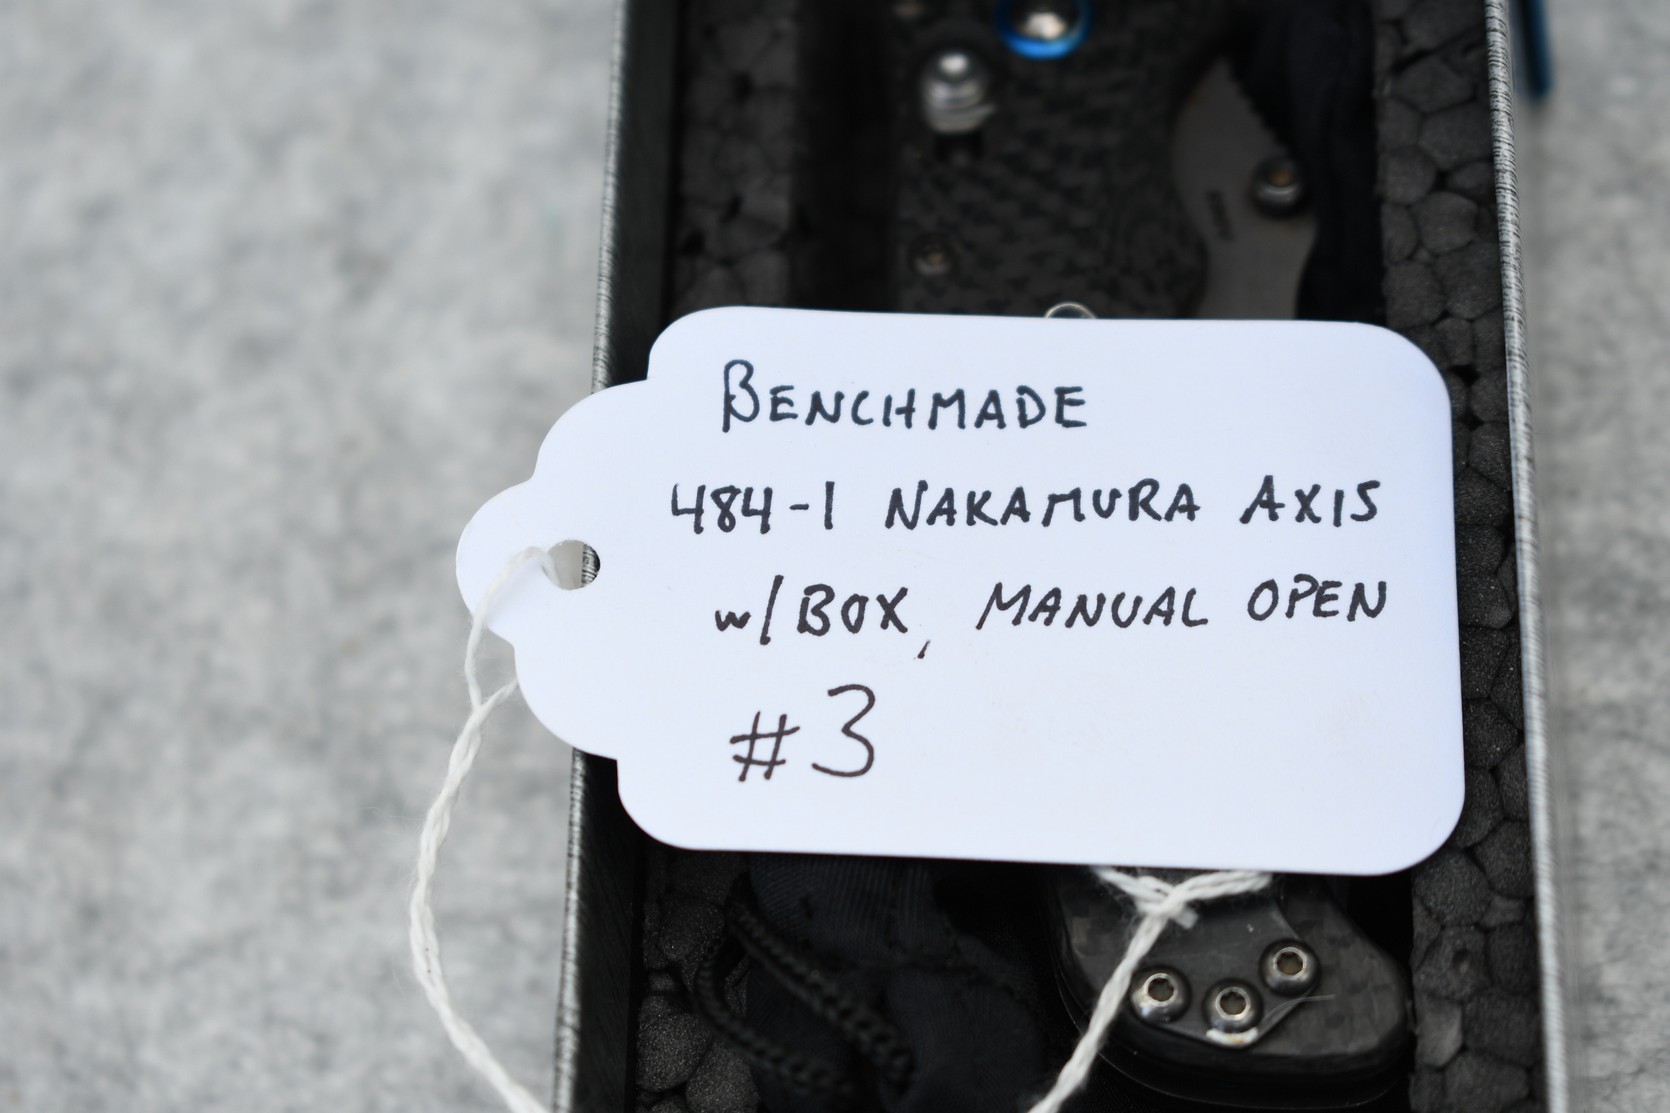 BENCHMADE
484-1 NAKAMURA AXIS
w/BOX, MANUAL OPEN
#3